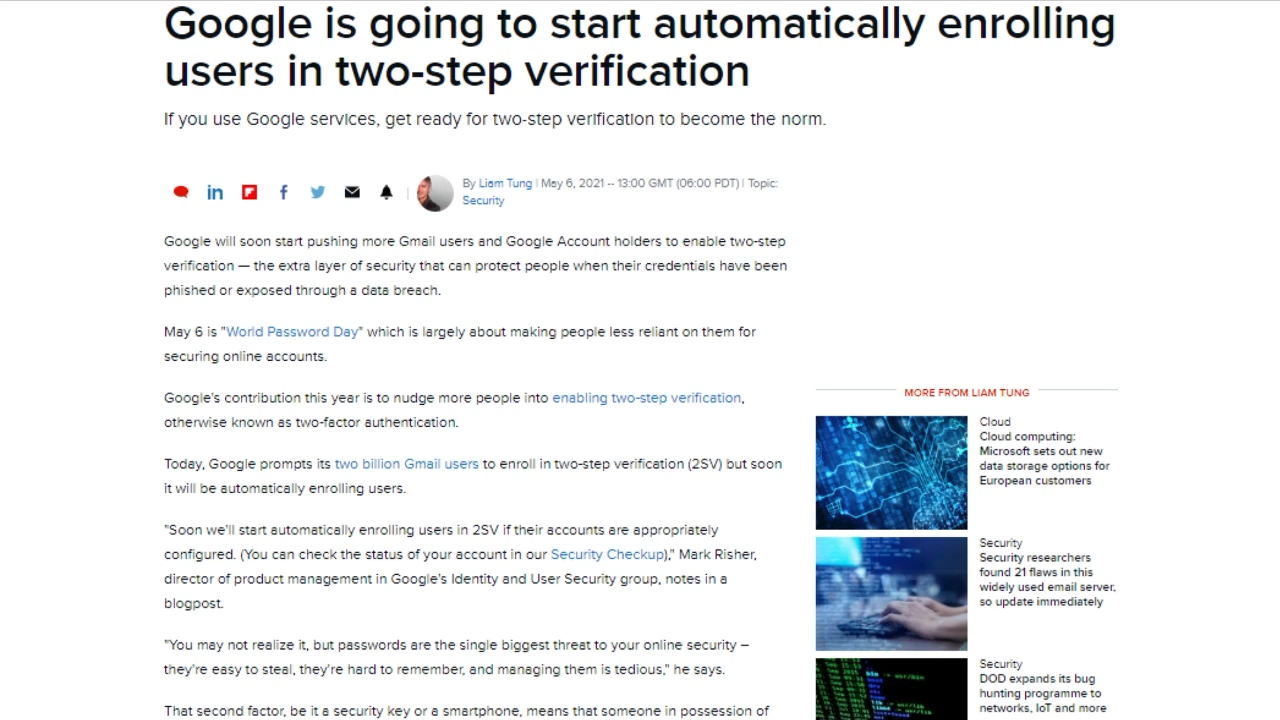 Google is going to start automatically enrolling
users in two-step verification
If you use Google services, get ready for two-step verification to become the norm.
By Liam Tung | May 6, 2021 -- 13:00 GMT (06:00 PDT) | Topic:
Security
Google will soon start pushing more Gmail users and Google Account holders to enable two-step
verification — the extra layer of security that can protect people when their credentials have been
phished or exposed through a data breach.
May 6 is "World Password Day" which is largely about making people less reliant on them for
securing online accounts.
Google's contribution this year is to nudge more people into enabling two-step verification,
otherwise known as two-factor authentication.
Today, Google prompts its two billion Gmail users to enroll in two-step verification (2SV) but soon
it will be automatically enrolling users.
"Soon we'll start automatically enrolling users in 2SV if their accounts are appropriately
configured. (You can check the status of your account in our Security Checkup)," Mark Risher,
director of product management in Google's Identity and User Security group, notes in a
blogpost.
"You may not realize it, but passwords are the single biggest threat to your online security –
they're easy to steal, they're hard to remember, and managing them is tedious," he says.
That second factor, be it a security key or a smartphone, means that someone in possession of
MORE FROM LIAM TUNG
Cloud
Cloud computing:
Microsoft sets out new
data storage options for
European customers
Security
Security researchers
found 21 flaws in this
widely used email server,
so update immediately
Security
DOD expands its bug
hunting programme to
networks, IoT and more